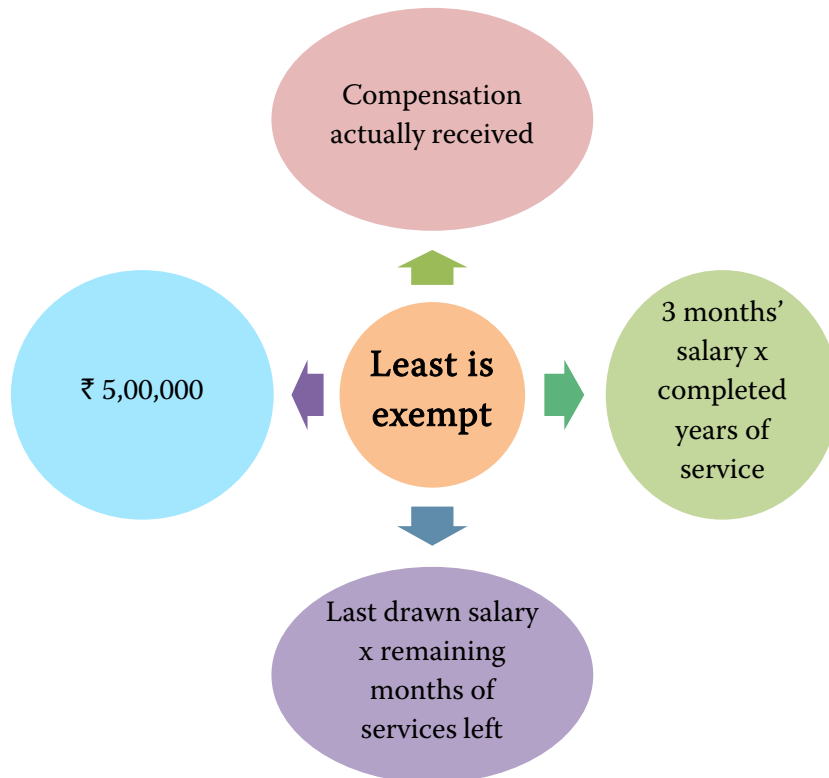 Compensation
actually received
₹ 5,00,000
Least is
exempt
3 months’
salary x
completed
years of
service
Last drawn salary
x remaining
months of
services left